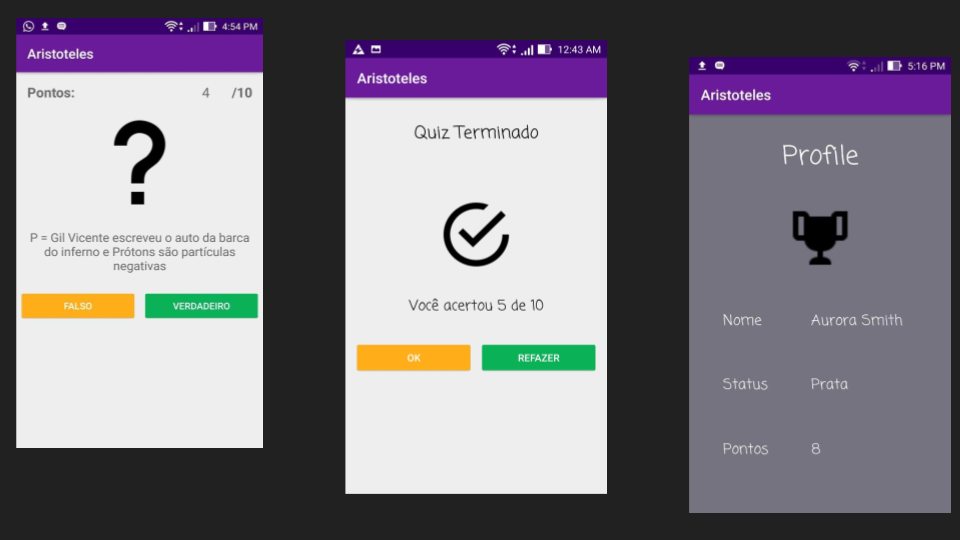 4:54 PM
Aristoteles
Pontos: 4 /10
?
P = Gil Vicente escreveu o auto da barca
do inferno e Prótons são partículas
negativas
FALSO VERDADEIRO
12:43 AM
Aristoteles
Quiz Terminado
Você acertou 5 de 10
OK REFAZER
5:16 PM
Aristoteles
Profile
Nome Aurora Smith
Status Prata
Pontos 8